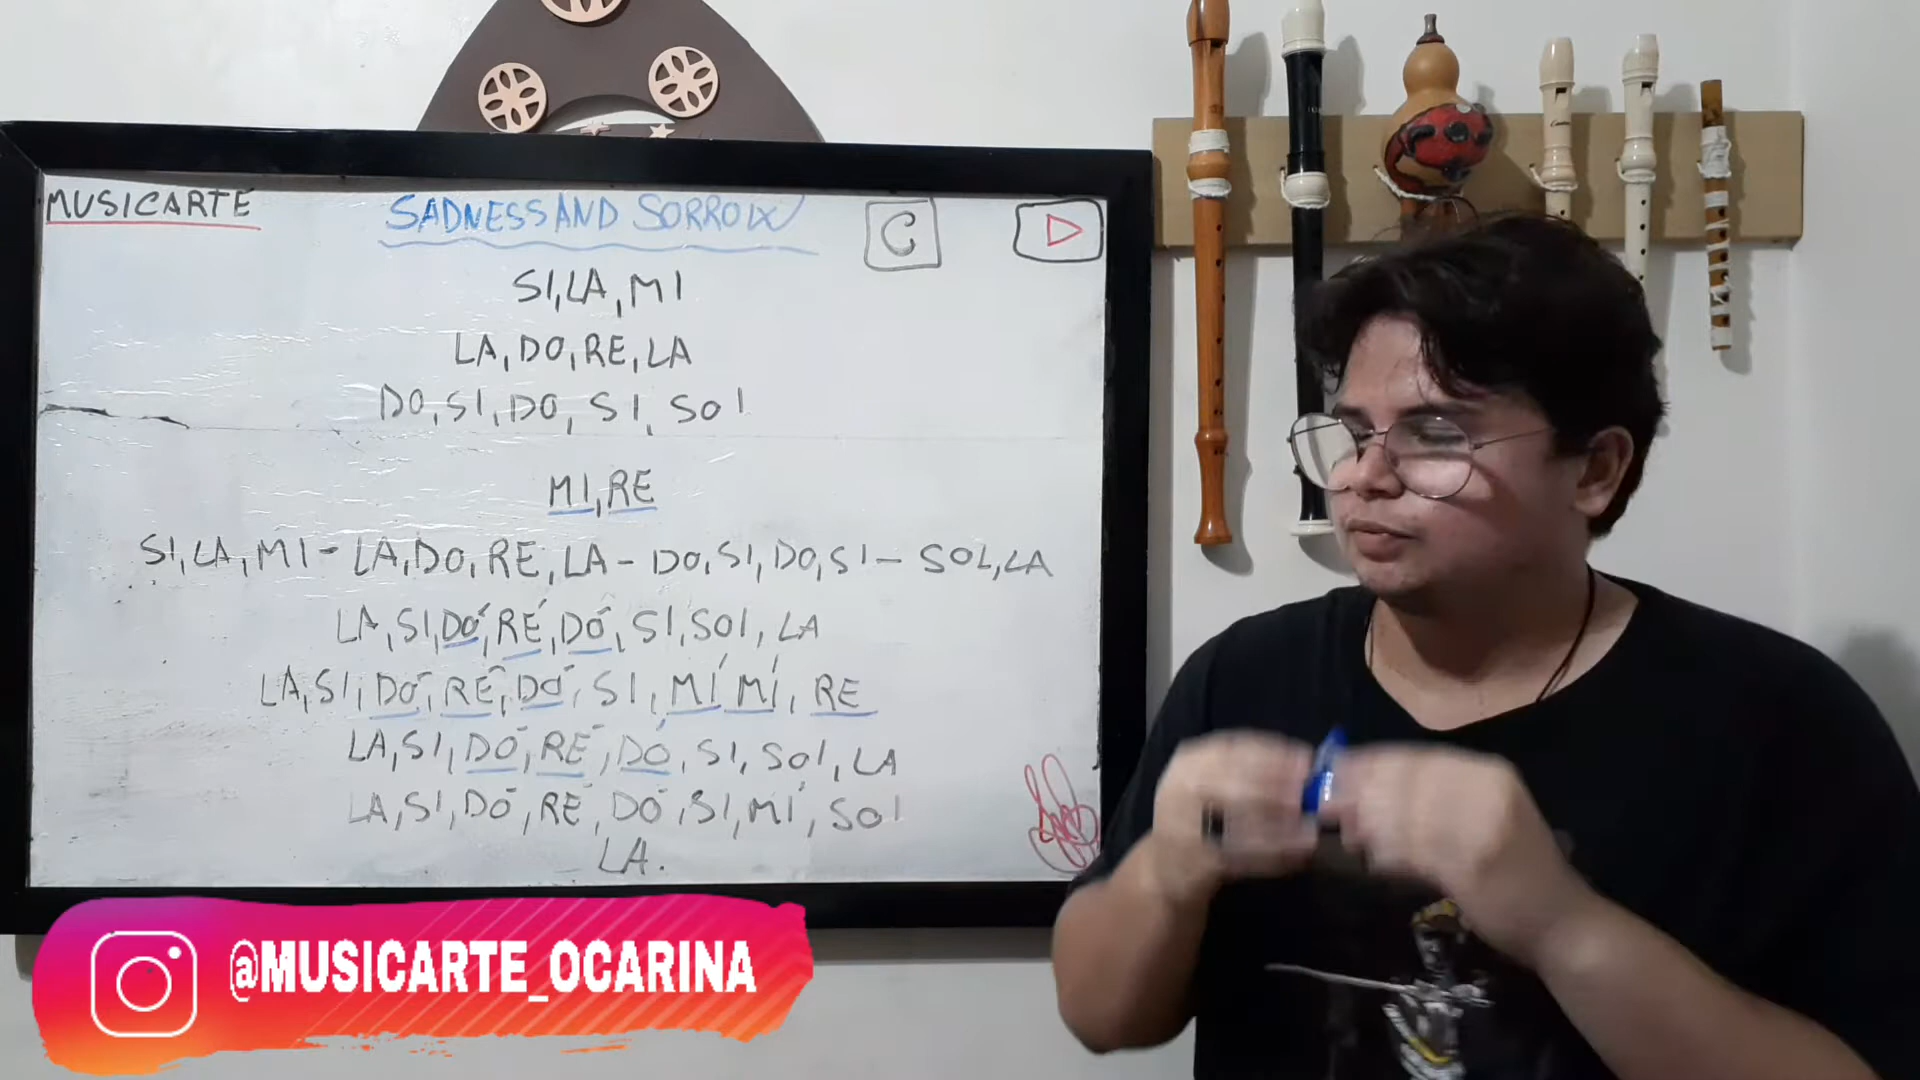 MUSICARTE
SADNESS AND SORROW
C
SI, LA, MI
LA, DO, RE, LA
DO, SI, DO, SI, SOl
MI, RE
SI, LA, MI - LA, DO, RE, LA - DO, SI, DO, SI - SOL, LA
LA, SI, DÓ, RÉ, DÓ, SI, SOl, LA
LA, SI, DÓ, RÊ, DÓ, SI, MÍ MÍ, RE
LA, SI, DÓ, RÉ, DÓ, SI, SOl, LA
LA, SI, DÓ, RÉ, DÓ, SI, MÍ, SOl
LA.
@MUSICARTE_OCARINA